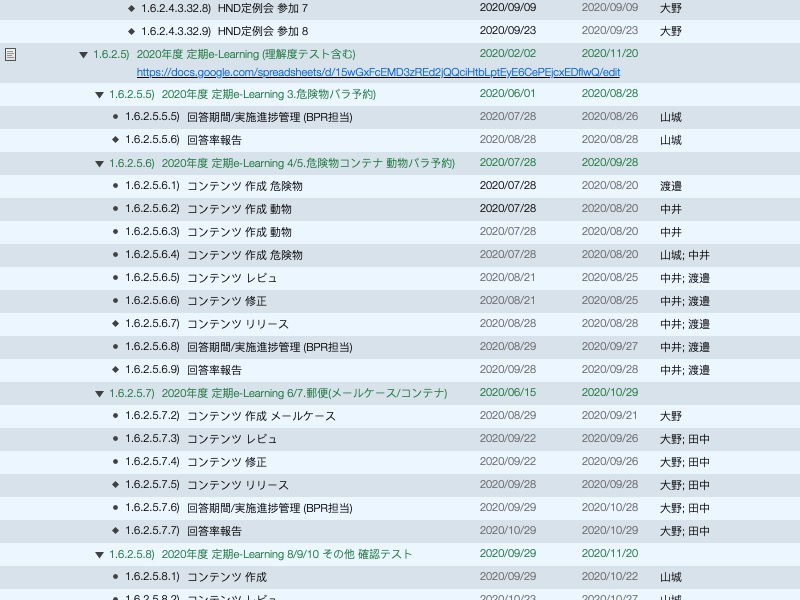 1.6.2.4.3.32.8) HND定例会 参加 7 2020/09/09 2020/09/09 大野
1.6.2.4.3.32.9) HND定例会 参加 8 2020/09/23 2020/09/23 大野
1.6.2.5) 2020年度 定期e-Learning (理解度テスト含む) 2020/02/02 2020/11/20
https://docs.google.com/spreadsheets/d/15wGxFcEMD3zREd2jQQciHtbLptEyE6CePEjcxEDflwQ/edit
1.6.2.5.5) 2020年度 定期e-Learning 3.危険物バラ予約) 2020/06/01 2020/08/28
1.6.2.5.5.5) 回答期間/実施進捗管理 (BPR担当) 2020/07/28 2020/08/26 山城
1.6.2.5.5.6) 回答率報告 2020/08/28 2020/08/28 山城
1.6.2.5.6) 2020年度 定期e-Learning 4/5.危険物コンテナ 動物バラ予約) 2020/07/28 2020/09/28
1.6.2.5.6.1) コンテンツ 作成 危険物 2020/07/28 2020/08/20 渡邉
1.6.2.5.6.2) コンテンツ 作成 動物 2020/07/28 2020/08/20 中井
1.6.2.5.6.3) コンテンツ 作成 動物 2020/07/28 2020/08/20 中井
1.6.2.5.6.4) コンテンツ 作成 危険物 2020/07/28 2020/08/20 山城; 中井
1.6.2.5.6.5) コンテンツ レビュ 2020/08/21 2020/08/25 中井; 渡邉
1.6.2.5.6.6) コンテンツ 修正 2020/08/21 2020/08/25 中井; 渡邉
1.6.2.5.6.7) コンテンツ リリース 2020/08/28 2020/08/28 中井; 渡邉
1.6.2.5.6.8) 回答期間/実施進捗管理 (BPR担当) 2020/08/29 2020/09/27 中井; 渡邉
1.6.2.5.6.9) 回答率報告 2020/09/28 2020/09/28 中井; 渡邉
1.6.2.5.7) 2020年度 定期e-Learning 6/7.郵便(メールケース/コンテナ) 2020/06/15 2020/10/29
1.6.2.5.7.2) コンテンツ 作成 メールケース 2020/08/29 2020/09/21 大野
1.6.2.5.7.3) コンテンツ レビュ 2020/09/22 2020/09/26 大野; 田中
1.6.2.5.7.4) コンテンツ 修正 2020/09/22 2020/09/26 大野; 田中
1.6.2.5.7.5) コンテンツ リリース 2020/09/28 2020/09/28 大野; 田中
1.6.2.5.7.6) 回答期間/実施進捗管理 (BPR担当) 2020/09/29 2020/10/28 大野; 田中
1.6.2.5.7.7) 回答率報告 2020/10/29 2020/10/29 大野; 田中
1.6.2.5.8) 2020年度 定期e-Learning 8/9/10 その他 確認テスト 2020/09/29 2020/11/20
1.6.2.5.8.1) コンテンツ 作成 2020/09/29 2020/10/22 山城
1.6.2.5.8.2) コンテンツ レビュ 2020/10/23 2020/10/27 山城